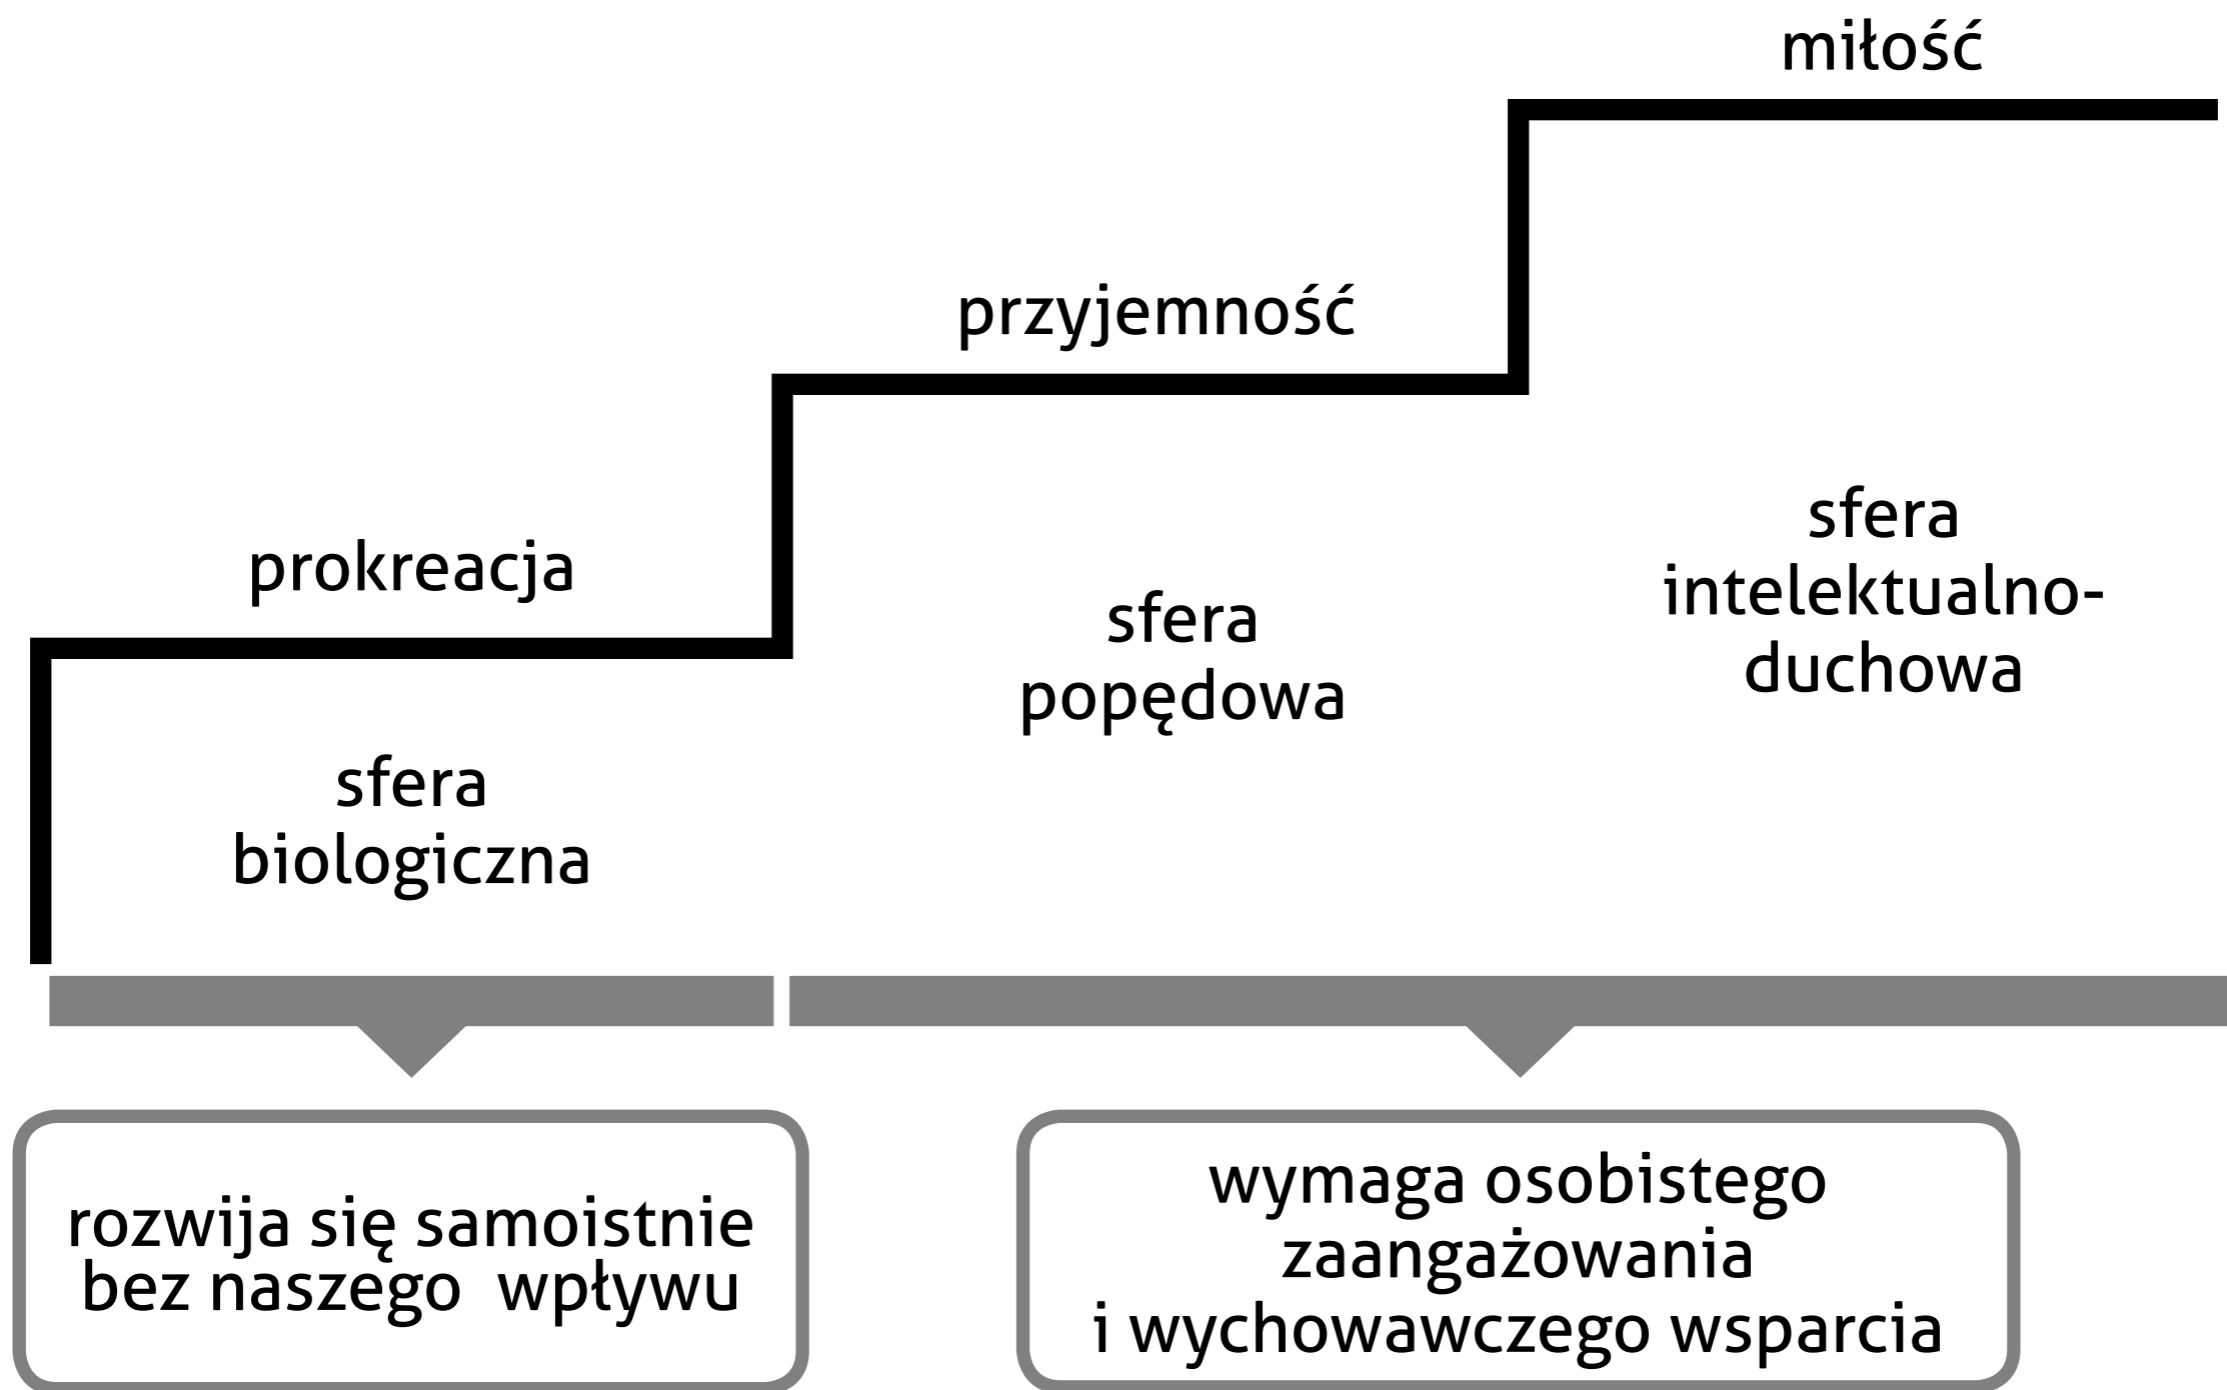 miłość
przyjemność
prokreacja
sfera
intelektualno-
duchowa
sfera
popędowa
sfera
biologiczna
rozwija się samoistnie
bez naszego  wpływu
wymaga osobistego
zaangażowania
i wychowawczego wsparcia